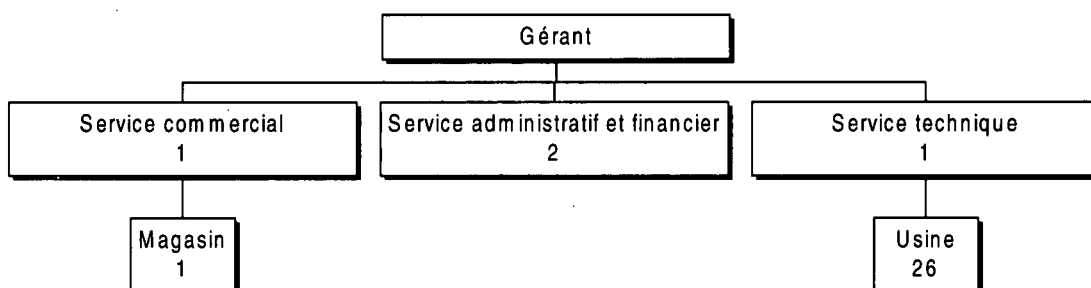 Gérant
Service commercial
1
Service administratif et financier
2
Service technique
1
Magasin
1
Usine
26